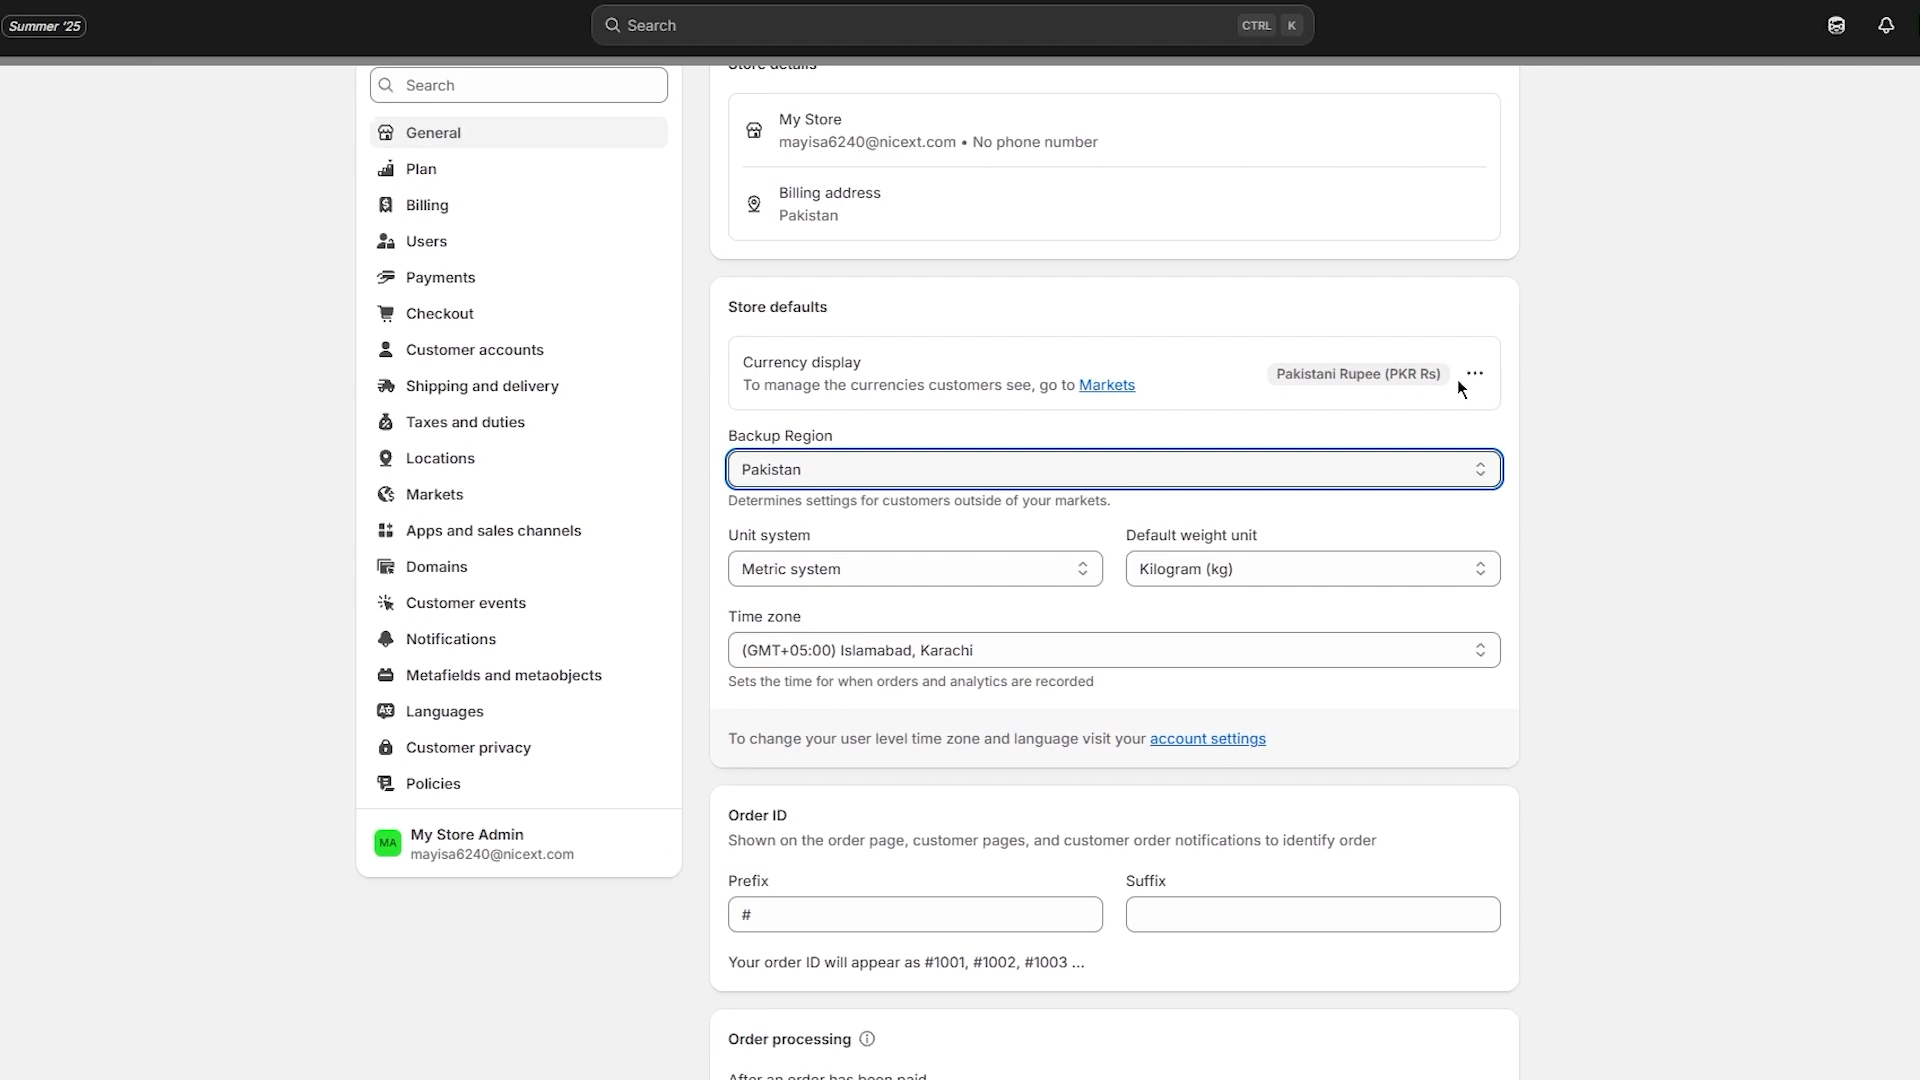 Summer '25
Search
CTRL K
Store details
Search
General
Plan
Billing
Users
Payments
Checkout
Customer accounts
Shipping and delivery
Taxes and duties
Locations
Markets
Apps and sales channels
Domains
Customer events
Notifications
Metafields and metaobjects
Languages
Customer privacy
Policies
MA
My Store Admin
mayisa6240@nicext.com
My Store
mayisa6240@nicext.com • No phone number
Billing address
Pakistan
Store defaults
Currency display
To manage the currencies customers see, go to Markets
Pakistani Rupee (PKR Rs)
Backup Region
Pakistan
Determines settings for customers outside of your markets.
Unit system
Default weight unit
Metric system
Kilogram (kg)
Time zone
(GMT+05:00) Islamabad, Karachi
Sets the time for when orders and analytics are recorded
To change your user level time zone and language visit your account settings
Order ID
Shown on the order page, customer pages, and customer order notifications to identify order
Prefix
Suffix
#
Your order ID will appear as #1001, #1002, #1003 ...
Order processing
After an order has been paid